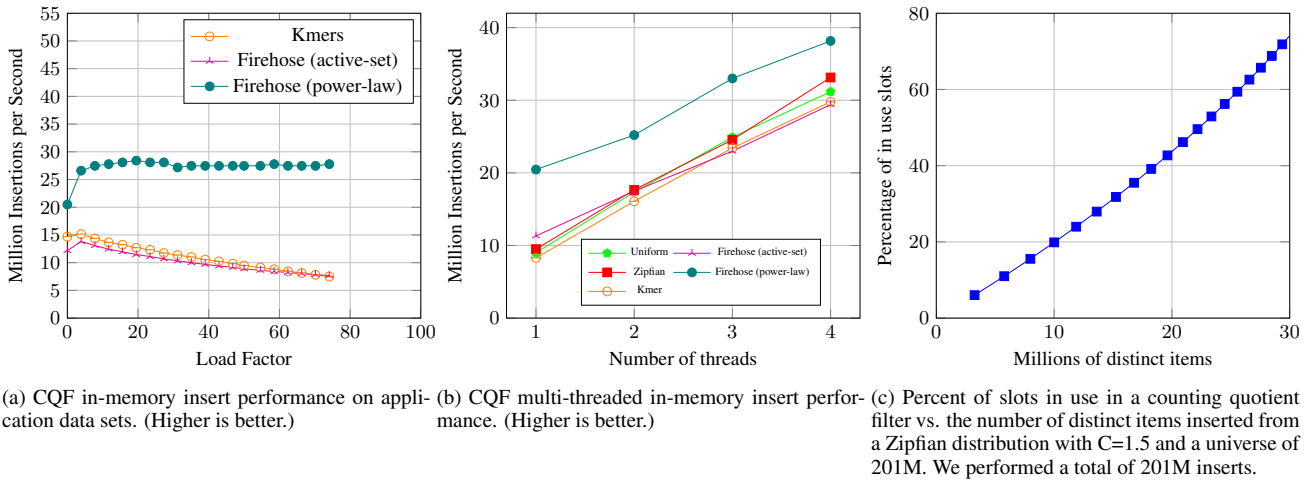 55
50
45
40
35
30
25
20
15
10
5
0
Million Insertions per Second
Kmers
Firehose (active-set)
Firehose (power-law)
0 20 40 60 80 100
Load Factor
(a) CQF in-memory insert performance on appli-
cation data sets. (Higher is better.)
40
30
20
10
0
Million Insertions per Second
Uniform Firehose (active-set)
Zipfian Firehose (power-law)
Kmer
1 2 3 4
Number of threads
(b) CQF multi-threaded in-memory insert perfor-
mance. (Higher is better.)
80
60
40
20
0
Percentage of in use slots
0 10 20 30
Millions of distinct items
(c) Percent of slots in use in a counting quotient
filter vs. the number of distinct items inserted from
a Zipfian distribution with C=1.5 and a universe of
201M. We performed a total of 201M inserts.